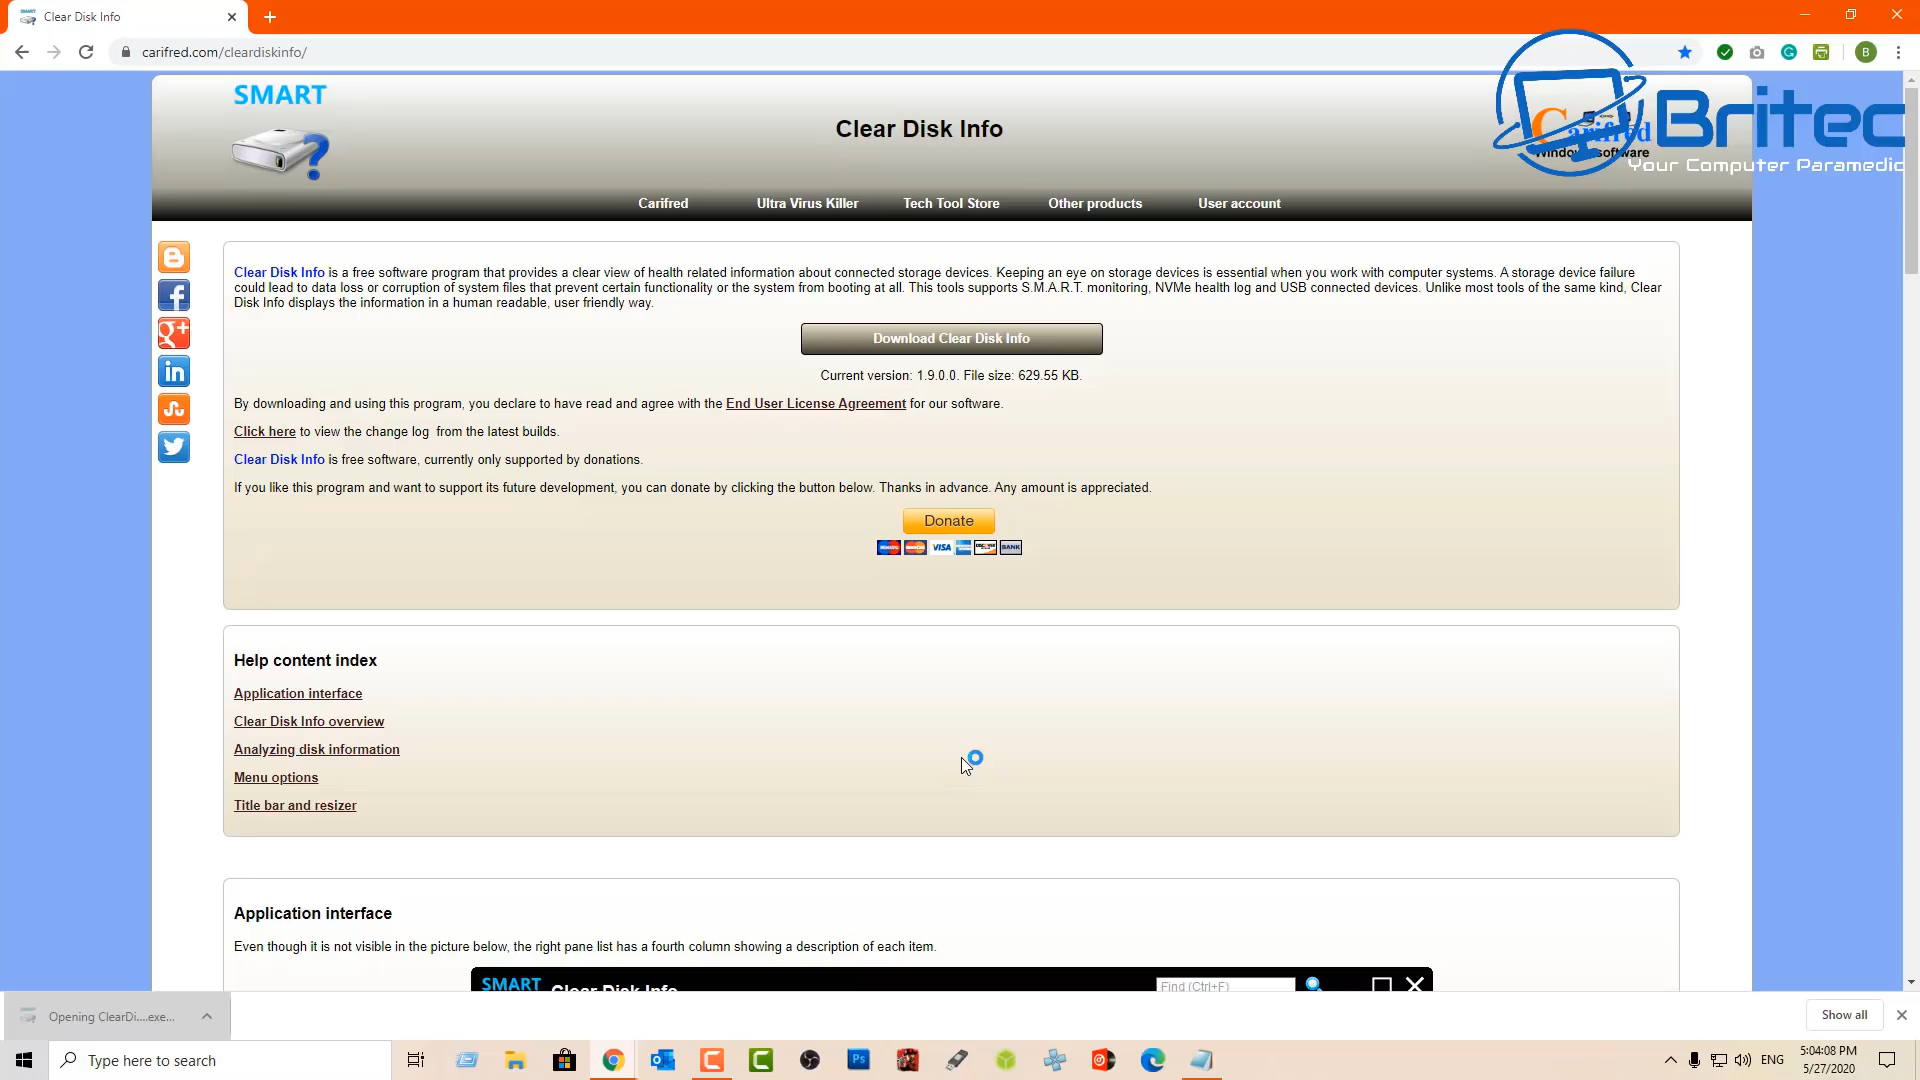 Clear Disk Info
carifred.com/cleardiskinfo/
B
SMART
Clear Disk Info
Britec
Your Computer Paramedic
Carifred
Windows software
Carifred
Ultra Virus Killer
Tech Tool Store
Other products
User account
Clear Disk Info is a free software program that provides a clear view of health related information about connected storage devices. Keeping an eye on storage devices is essential when you work with computer systems. A storage device failure
could lead to data loss or corruption of system files that prevent certain functionality or the system from booting at all. This tools supports S.M.A.R.T. monitoring, NVMe health log and USB connected devices. Unlike most tools of the same kind, Clear
Disk Info displays the information in a human readable, user friendly way.
Download Clear Disk Info
Current version: 1.9.0.0. File size: 629.55 KB.
By downloading and using this program, you declare to have read and agree with the End User License Agreement for our software.
Click here to view the change log from the latest builds.
Clear Disk Info is free software, currently only supported by donations.
If you like this program and want to support its future development, you can donate by clicking the button below. Thanks in advance. Any amount is appreciated.
Donate
VISA
BANK
Help content index
Application interface
Clear Disk Info overview
Analyzing disk information
Menu options
Title bar and resizer
Application interface
Even though it is not visible in the picture below, the right pane list has a fourth column showing a description of each item.
SMART
Clear Disk Info
Find (Ctrl+F)
Opening ClearDi....exe...
Show all
Type here to search
Ps
ENG
5:04:08 PM
5/27/2020